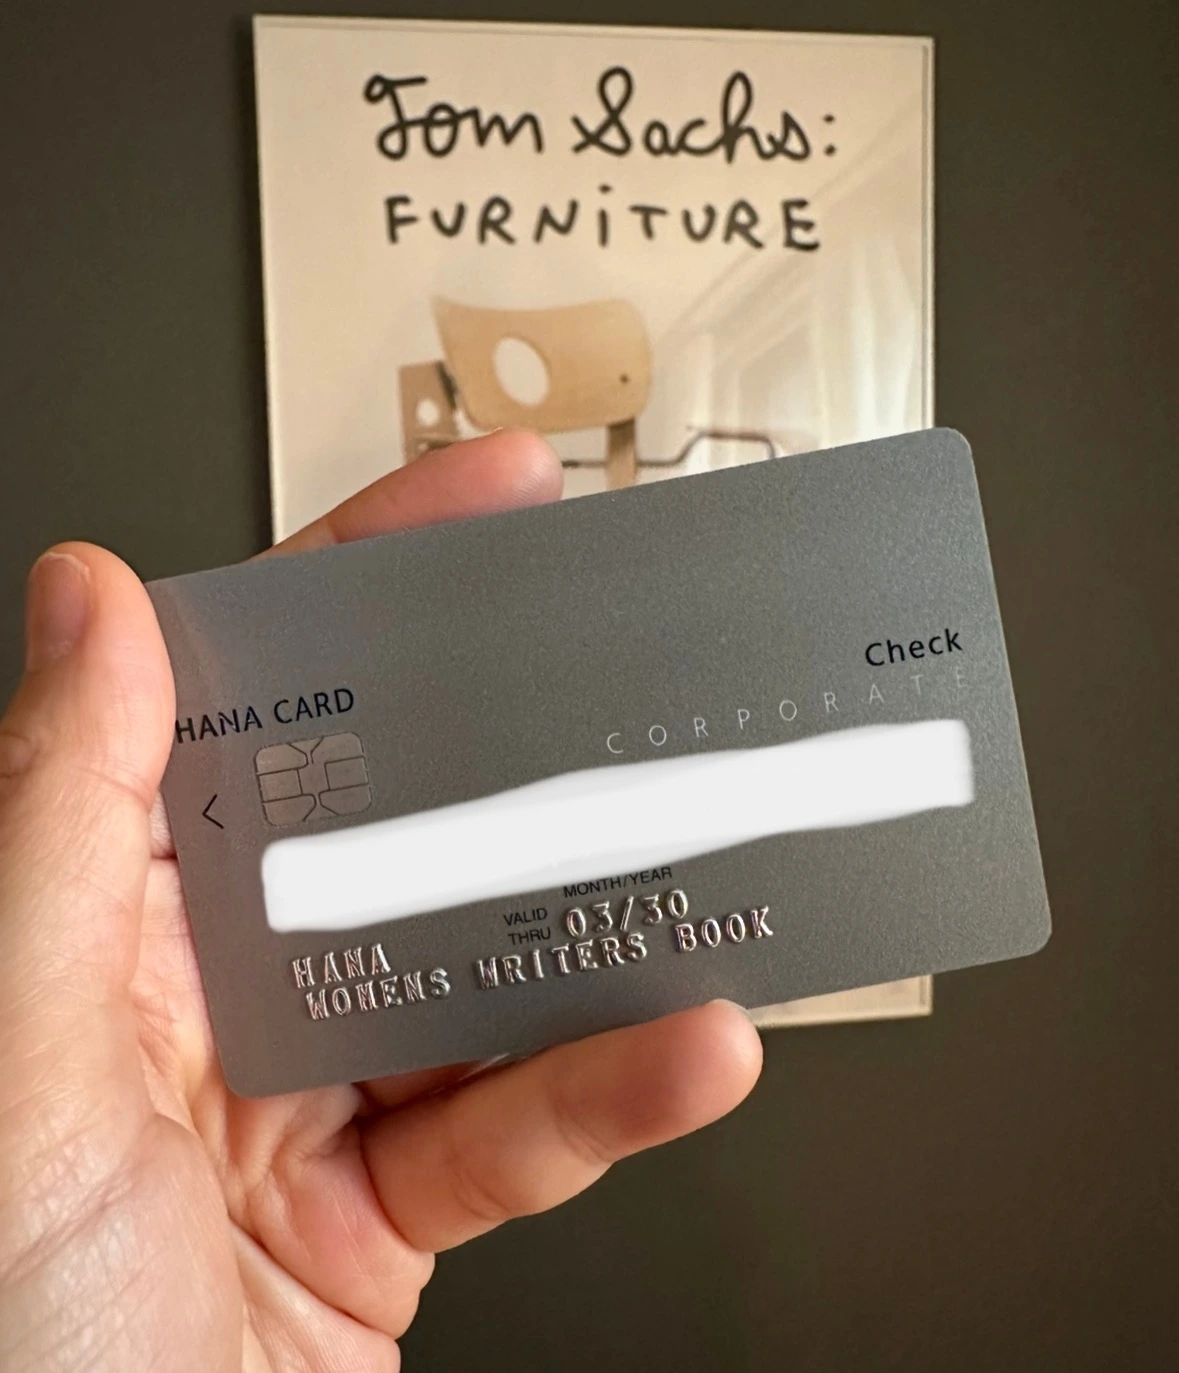 Tom Sachs:
FURNiTURE
Check
CORPORATE
HANA CARD
<
MONTH/YEAR
VALID
THRU
03/30
HANA
WOMENS WRITERS BOOK